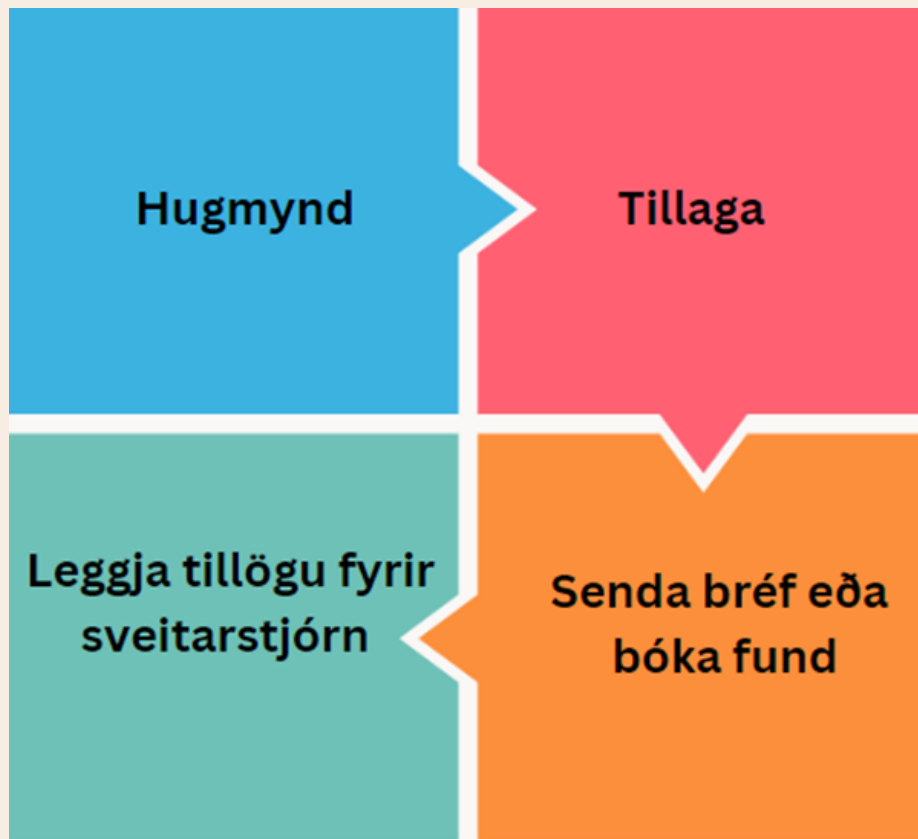 Hugmynd
Tillaga
Senda bréf eða
bóka fund
Leggja tillögu fyrir
sveitarstjórn